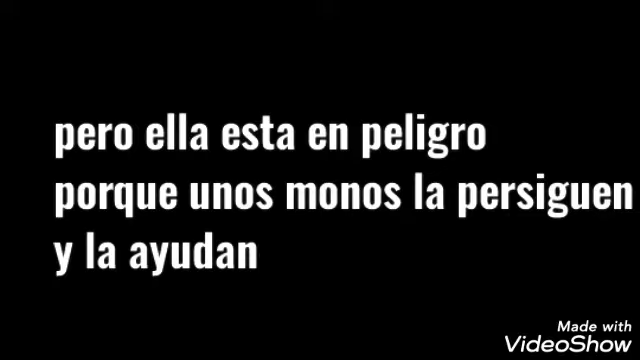 pero ella esta en peligro
porque unos monos la persiguen
y la ayudan
Made with
VideoShow